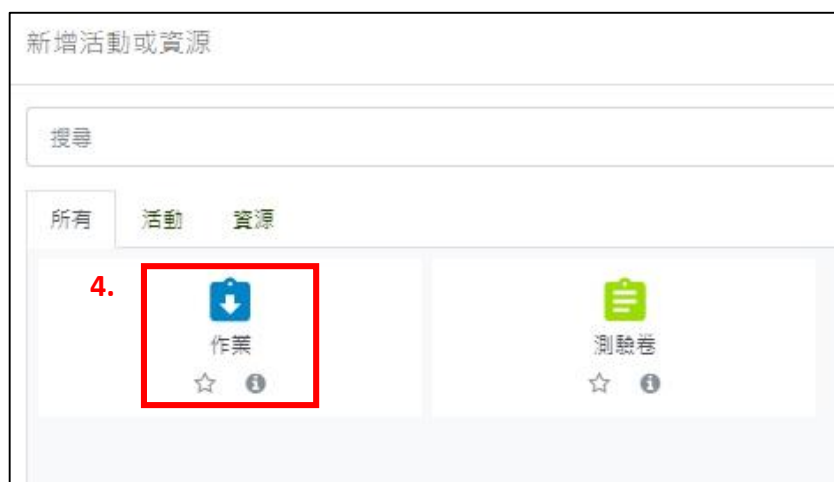 新增活動或資源
搜尋
所有 活動 資源
4.
作業 測驗卷